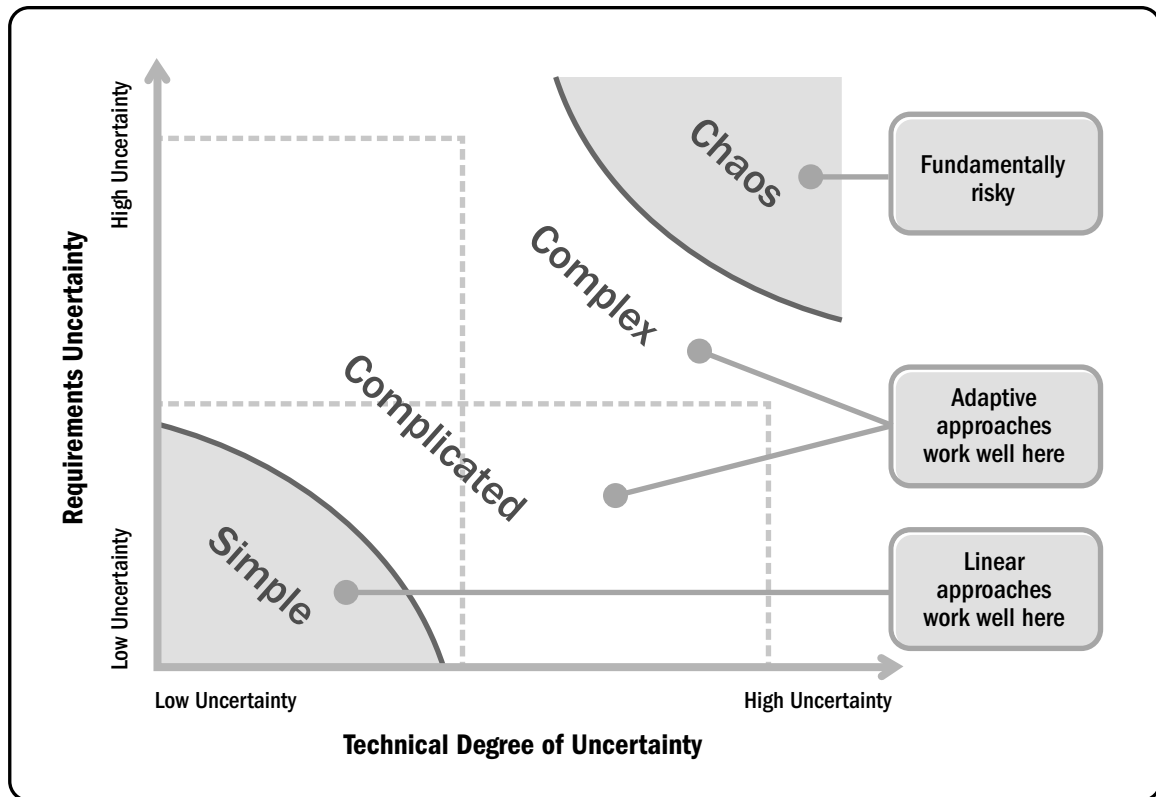 High Uncertainty
Requirements Uncertainty
Low Uncertainty
Chaos
Complex
Complicated
Simple
Fundamentally
risky
Adaptive
approaches
work well here
Linear
approaches
work well here
Low Uncertainty
High Uncertainty
Technical Degree of Uncertainty